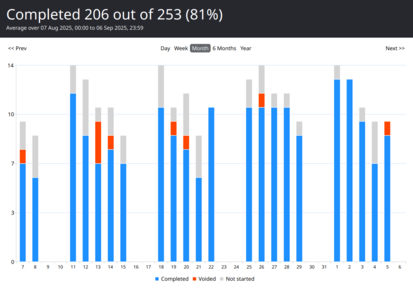 Completed 206 out of 253 (81%)
Average over 07 Aug 2025, 00:00 to 06 Sep 2025, 23:59
<< Prev Day Week Month 6 Months Year Next >>
14
10
7
3
0
7 8 9 10 11 12 13 14 15 16 17 18 19 20 21 22 23 24 25 26 27 28 29 30 31 1 2 3 4 5 6
Completed Voided Not started